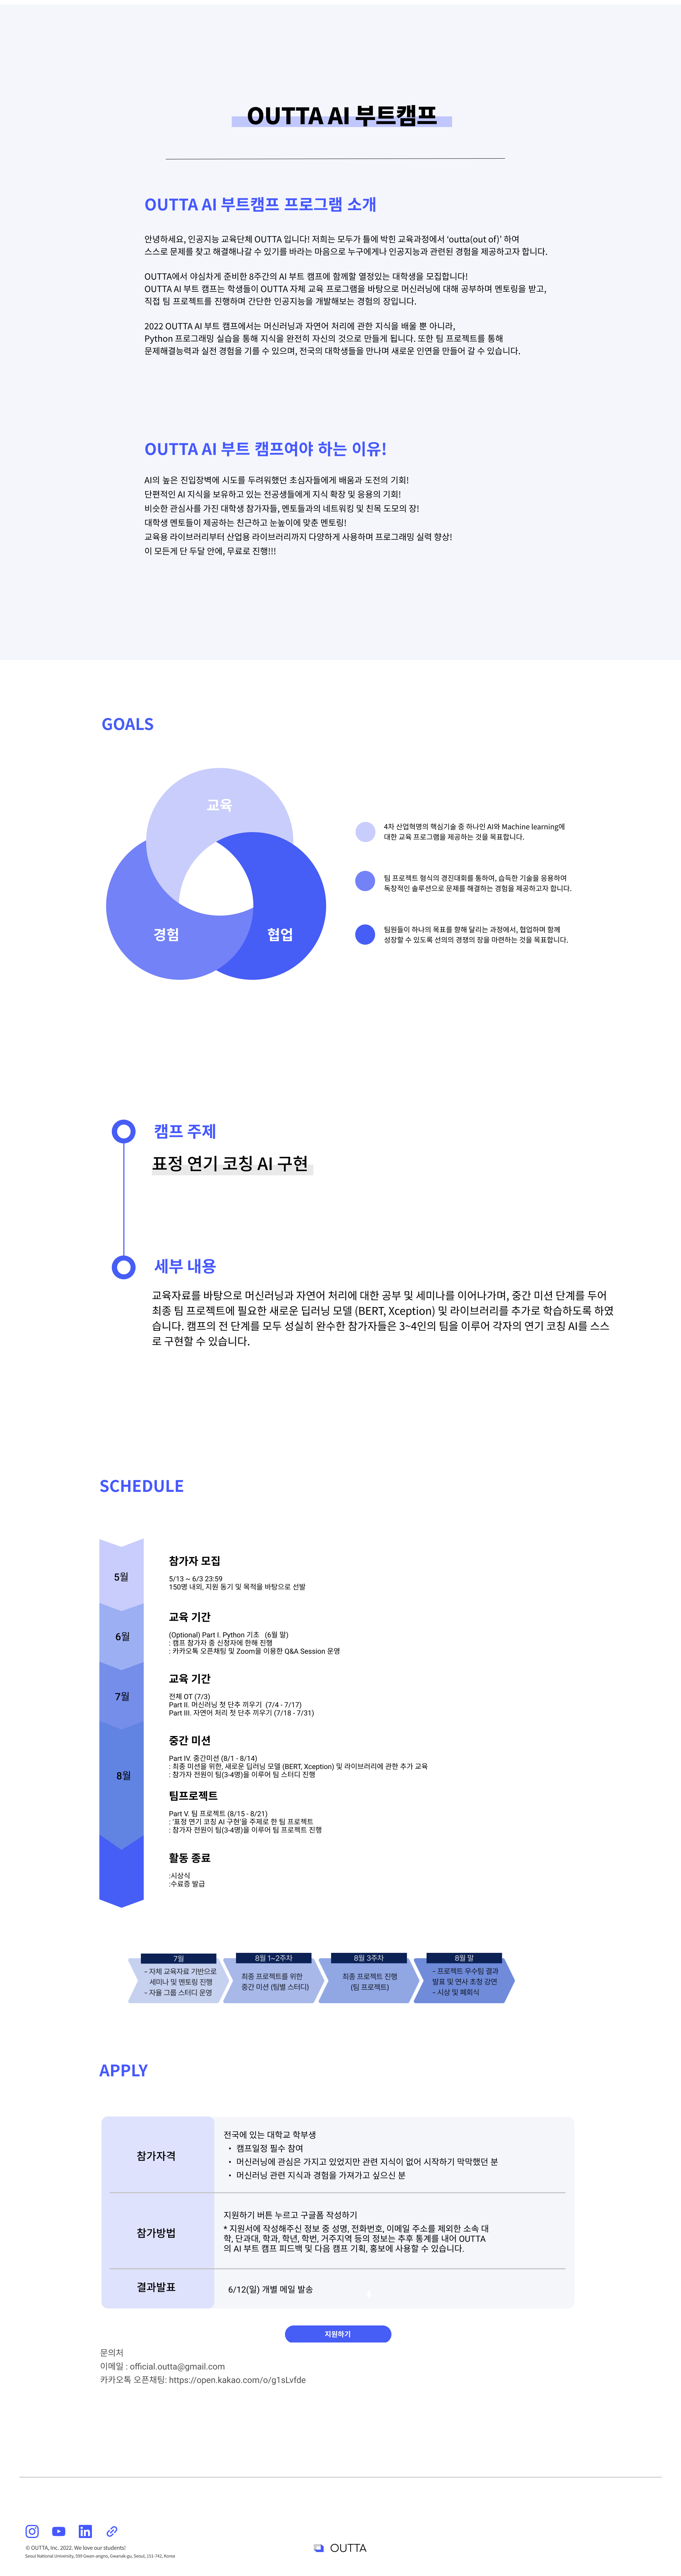 OUTTA AI 부트캠프
OUTTA AI 부트캠프 프로그램 소개
안녕하세요, 인공지능 교육단체 OUTTA 입니다! 저희는 모두가 틀에 박힌 교육과정에서 ‘outta(out of)’ 하여
스스로 문제를 찾고 해결해나갈 수 있기를 바라는 마음으로 누구에게나 인공지능과 관련된 경험을 제공하고자 합니다.
OUTTA에서 야심차게 준비한 8주간의 AI 부트 캠프에 함께할 열정있는 대학생을 모집합니다!
OUTTA AI 부트 캠프는 학생들이 OUTTA 자체 교육 프로그램을 바탕으로 머신러닝에 대해 공부하며 멘토링을 받고,
직접 팀 프로젝트를 진행하며 간단한 인공지능을 개발해보는 경험의 장입니다.
2022 OUTTA AI 부트 캠프에서는 머신러닝과 자연어 처리에 관한 지식을 배울 뿐 아니라,
Python 프로그래밍 실습을 통해 지식을 완전히 자신의 것으로 만들게 됩니다. 또한 팀 프로젝트를 통해
문제해결능력과 실전 경험을 기를 수 있으며, 전국의 대학생들을 만나며 새로운 인연을 만들어 갈 수 있습니다.
OUTTA AI 부트 캠프여야 하는 이유!
AI의 높은 진입장벽에 시도를 두려워했던 초심자들에게 배움과 도전의 기회!
단편적인 AI 지식을 보유하고 있는 전공생들에게 지식 확장 및 응용의 기회!
비슷한 관심사를 가진 대학생 참가자들, 멘토들과의 네트워킹 및 친목 도모의 장!
대학생 멘토들이 제공하는 친근하고 눈높이에 맞춘 멘토링!
교육용 라이브러리부터 산업용 라이브러리까지 다양하게 사용하며 프로그래밍 실력 향상!
이 모든게 단 두달 안에, 무료로 진행!!!
GOALS
교육
경험
협업
4차 산업혁명의 핵심기술 중 하나인 AI와 Machine learning에
대한 교육 프로그램을 제공하는 것을 목표합니다.
팀 프로젝트 형식의 경진대회를 통하여, 습득한 기술을 응용하여
독창적인 솔루션으로 문제를 해결하는 경험을 제공하고자 합니다.
팀원들이 하나의 목표를 향해 달리는 과정에서, 협업하며 함께
성장할 수 있도록 선의의 경쟁의 장을 마련하는 것을 목표합니다.
캠프 주제
표정 연기 코칭 AI 구현
세부 내용
교육자료를 바탕으로 머신러닝과 자연어 처리에 대한 공부 및 세미나를 이어나가며, 중간 미션 단계를 두어
최종 팀 프로젝트에 필요한 새로운 딥러닝 모델 (BERT, Xception) 및 라이브러리를 추가로 학습하도록 하였
습니다. 캠프의 전 단계를 모두 성실히 완수한 참가자들은 3~4인의 팀을 이루어 각자의 연기 코칭 AI를 스스
로 구현할 수 있습니다.
SCHEDULE
5월
참가자 모집
5/13 ~ 6/3 23:59
150명 내외, 지원 동기 및 목적을 바탕으로 선발
6월
교육 기간
(Optional) Part I. Python 기초 (6월 말)
: 캠프 참가자 중 신청자에 한해 진행
: 카카오톡 오픈채팅 및 Zoom을 이용한 Q&A Session 운영
7월
교육 기간
전체 OT (7/3)
Part II. 머신러닝 첫 단추 끼우기 (7/4 - 7/17)
Part III. 자연어 처리 첫 단추 끼우기 (7/18 - 7/31)
8월
중간 미션
Part IV. 중간미션 (8/1 - 8/14)
: 최종 미션을 위한, 새로운 딥러닝 모델 (BERT, Xception) 및 라이브러리에 관한 추가 교육
: 참가자 전원이 팀(3-4명)을 이루어 팀 스터디 진행
팀프로젝트
Part V. 팀 프로젝트 (8/15 - 8/21)
: ‘표정 연기 코칭 AI 구현’을 주제로 한 팀 프로젝트
: 참가자 전원이 팀(3-4명)을 이루어 팀 프로젝트 진행
활동 종료
:시상식
:수료증 발급
7월
- 자체 교육자료 기반으로
세미나 및 멘토링 진행
- 자율 그룹 스터디 운영
8월 1~2주차
최종 프로젝트를 위한
중간 미션 (팀별 스터디)
8월 3주차
최종 프로젝트 진행
(팀 프로젝트)
8월 말
- 프로젝트 우수팀 결과
발표 및 연사 초청 강연
- 시상 및 폐회식
APPLY
참가자격
전국에 있는 대학교 학부생
• 캠프일정 필수 참여
• 머신러닝에 관심은 가지고 있었지만 관련 지식이 없어 시작하기 막막했던 분
• 머신러닝 관련 지식과 경험을 가져가고 싶으신 분
참가방법
지원하기 버튼 누르고 구글폼 작성하기
* 지원서에 작성해주신 정보 중 성명, 전화번호, 이메일 주소를 제외한 소속 대
학, 단과대, 학과, 학년, 학번, 거주지역 등의 정보는 추후 통계를 내어 OUTTA
의 AI 부트 캠프 피드백 및 다음 캠프 기획, 홍보에 사용할 수 있습니다.
결과발표
6/12(일) 개별 메일 발송
지원하기
문의처
이메일 : official.outta@gmail.com
카카오톡 오픈채팅: https://open.kakao.com/o/g1sLvfde
© OUTTA, Inc. 2022. We love our students!
Seoul National University, 599 Gwan-angno, Gwanak-gu, Seoul, 151-742, Korea
OUTTA